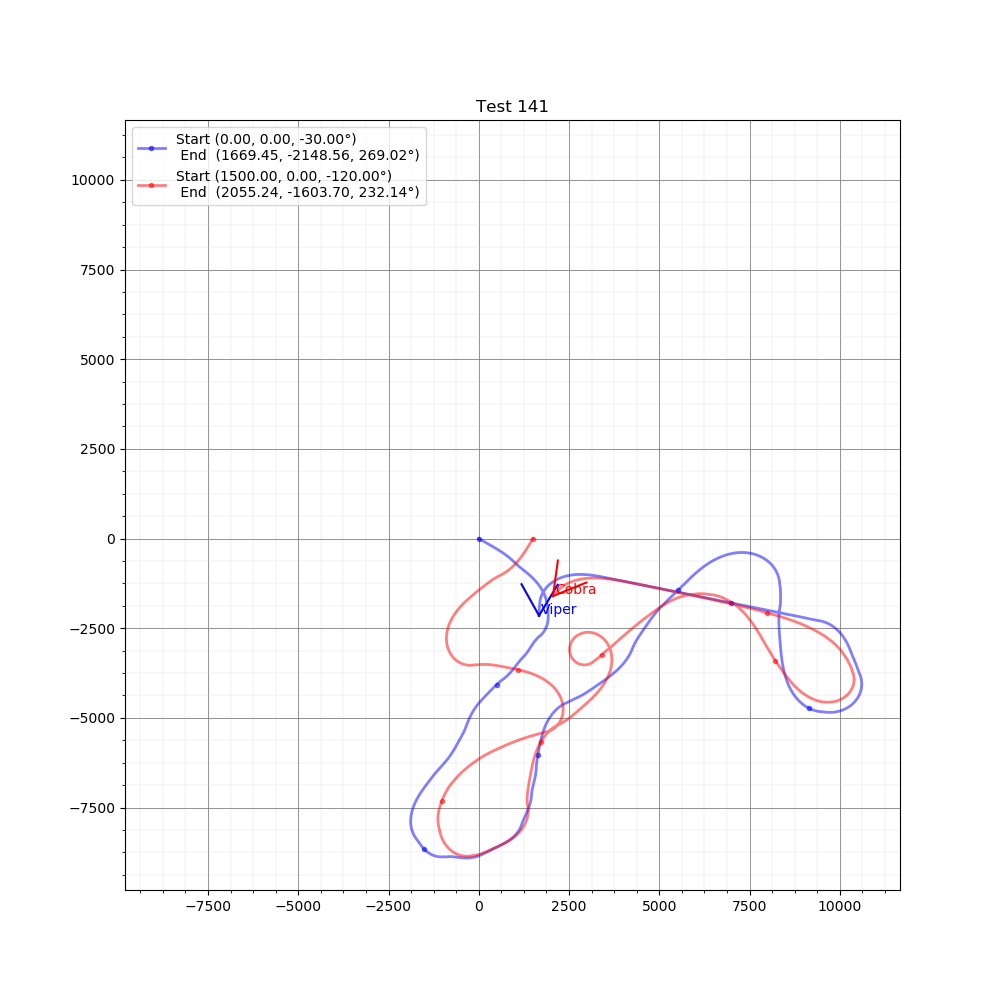 Test 141
Start (0.00, 0.00, -30.00°)
End  (1669.45, -2148.56, 269.02°)
Start (1500.00, 0.00, -120.00°)
End  (2055.24, -1603.70, 232.14°)
10000
7500
5000
2500
0
−2500
−5000
−7500
Cobra
Viper
−7500 −5000 −2500 0 2500 5000 7500 10000